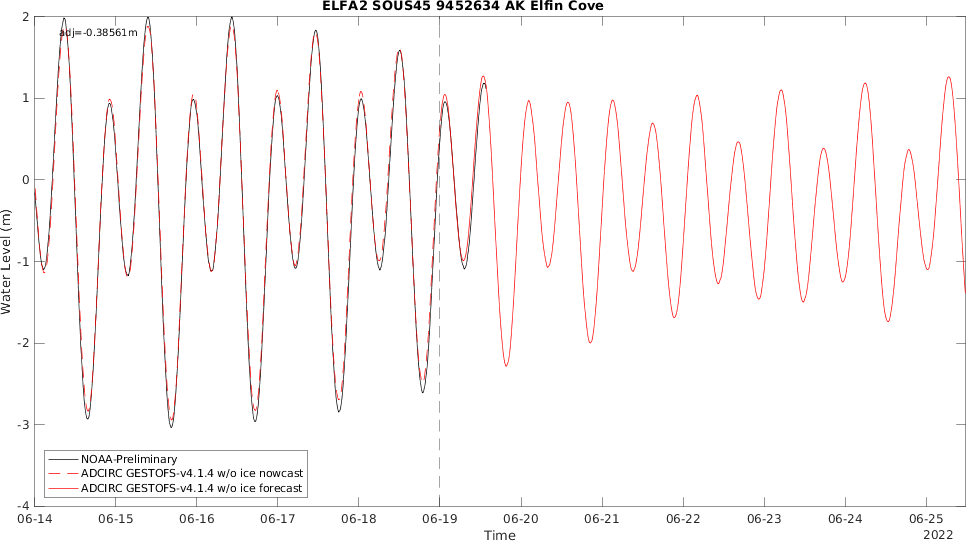 ELFA2 SOUS45 9452634 AK Elfin Cove
adj=-0.38561m
2
1
0
-1
-2
-3
-4
Water Level (m)
NOAA-Preliminary
ADCIRC GESTOFS-v4.1.4 w/o ice nowcast
ADCIRC GESTOFS-v4.1.4 w/o ice forecast
06-14 06-15 06-16 06-17 06-18 06-19 06-20 06-21 06-22 06-23 06-24 06-25
Time
2022